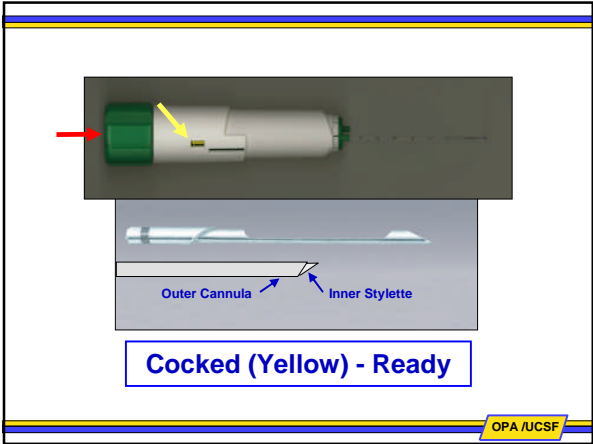 Outer Cannula
Inner Stylette
Cocked (Yellow) - Ready
OPA /UCSF